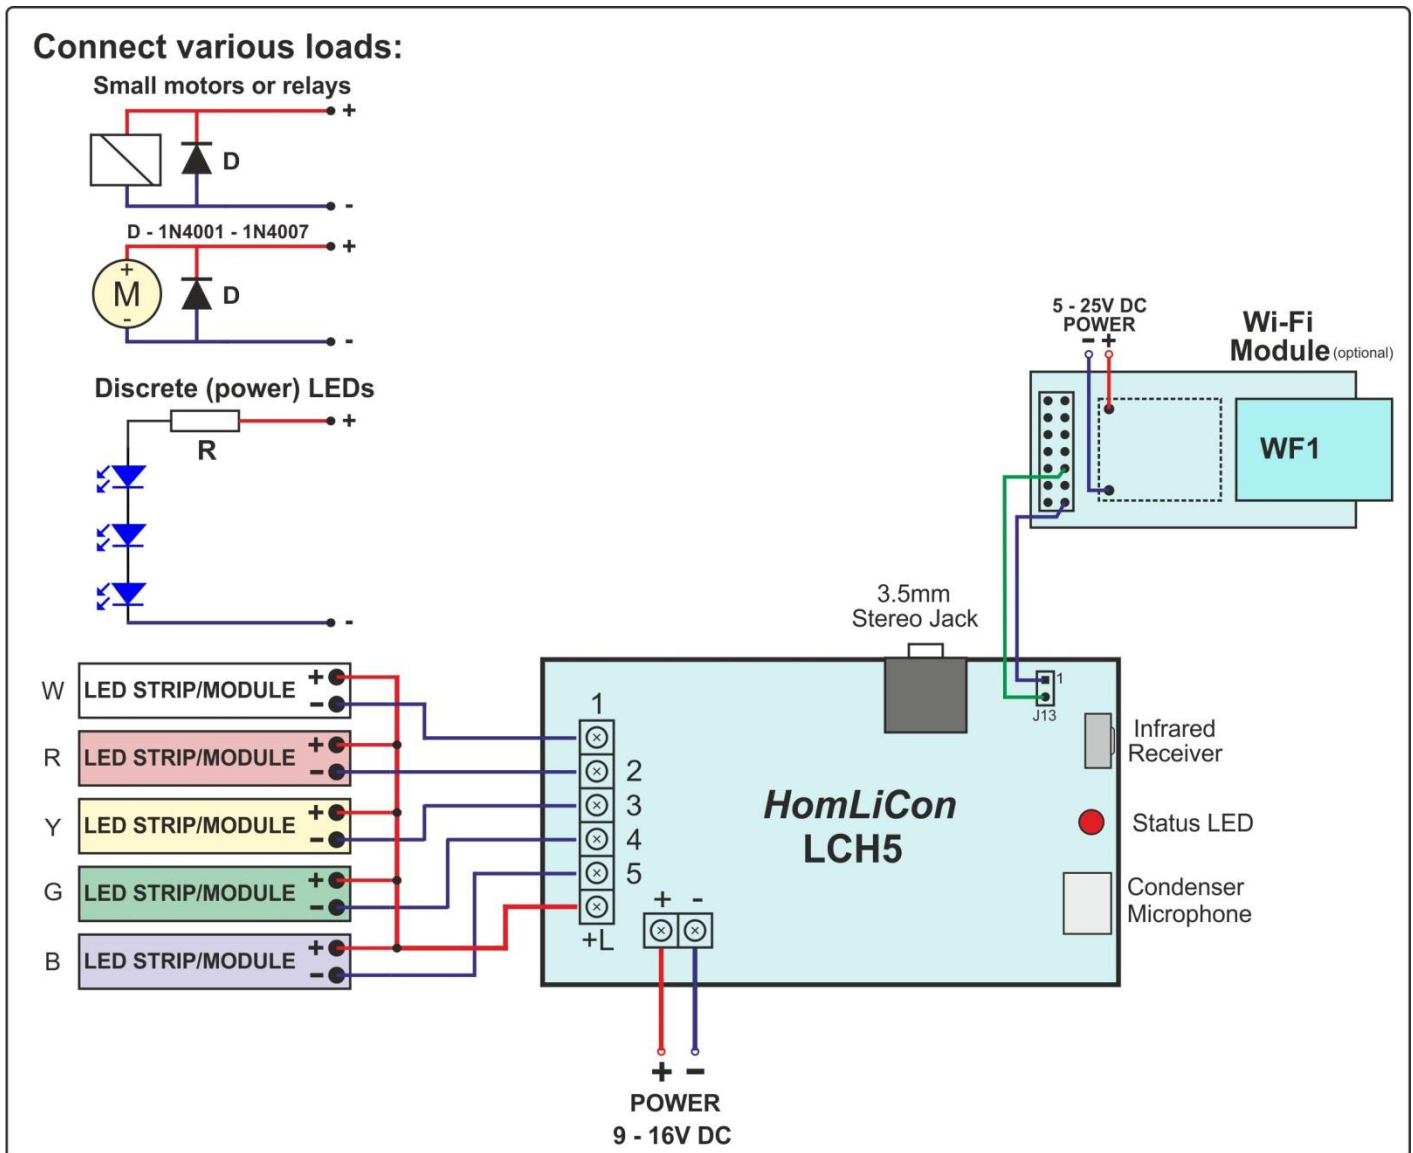 Connect various loads:
Small motors or relays
+
D
-
D - 1N4001 - 1N4007
+
+
M
-
D
-
Discrete (power) LEDs
+
R
-
5 - 25V DC
POWER
- +
Wi-Fi
Module (optional)
WF1
3.5mm
Stereo Jack
W
LED STRIP/MODULE
+
-
R
LED STRIP/MODULE
+
-
Y
LED STRIP/MODULE
+
-
G
LED STRIP/MODULE
+
-
B
LED STRIP/MODULE
+
-
1
2
3
4
5
+L
+ -
HomLiCon
LCH5
1
J13
Infrared
Receiver
Status LED
Condenser
Microphone
+ -
POWER
9 - 16V DC